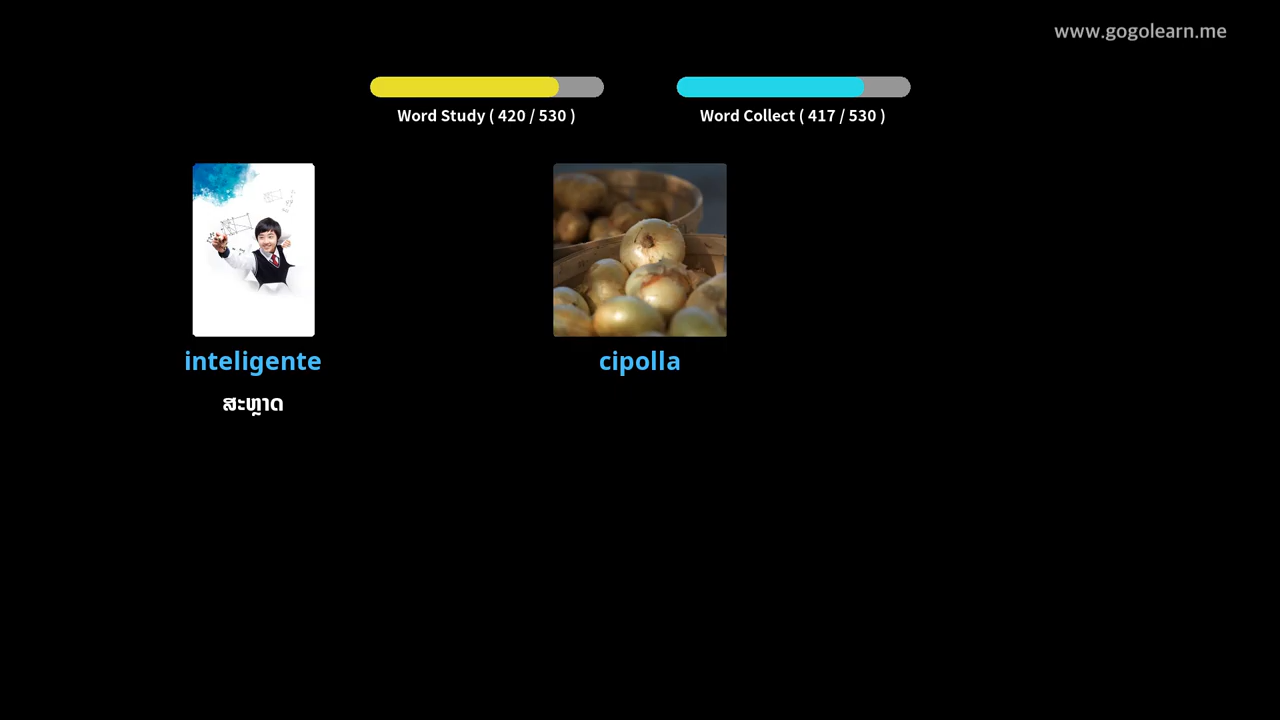 www.gogolearn.me
Word Study ( 420 / 530 )
Word Collect ( 417 / 530 )
inteligente
ສະຫຼາດ
cipolla